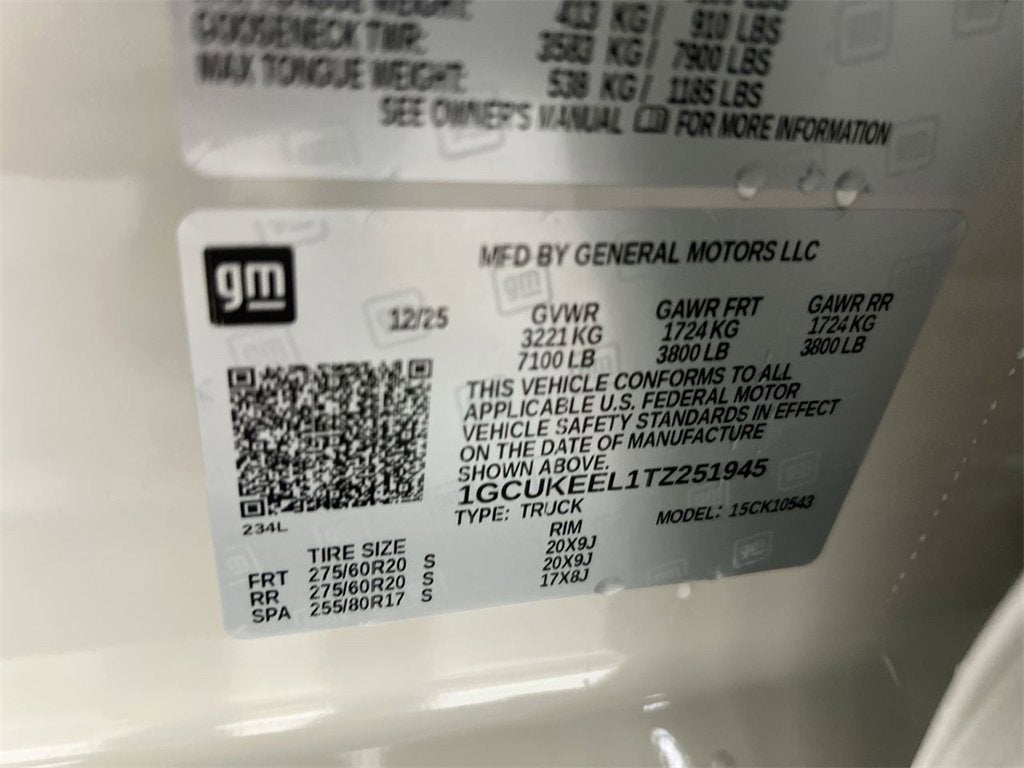 MAX TONGUE WEIGHT: 413 KG/ 910 LBS
GOOSENECK TWR: 3583 KG/ 7900 LBS
MAX TONGUE WEIGHT: 538 KG/ 1185 LBS
SEE OWNER'S MANUAL FOR MORE INFORMATION
gm
MFD BY GENERAL MOTORS LLC
12/25 GVWR GAWR FRT GAWR RR
3221 KG 1724 KG 1724 KG
7100 LB 3800 LB 3800 LB
THIS VEHICLE CONFORMS TO ALL
APPLICABLE U.S. FEDERAL MOTOR
VEHICLE SAFETY STANDARDS IN EFFECT
ON THE DATE OF MANUFACTURE
SHOWN ABOVE.
1GCUKEEL1TZ251945
TYPE: TRUCK MODEL: 15CK10543
234L
TIRE SIZE RIM
FRT 275/60R20 S 20X9J
RR 275/60R20 S 20X9J
SPA 255/80R17 S 17X8J